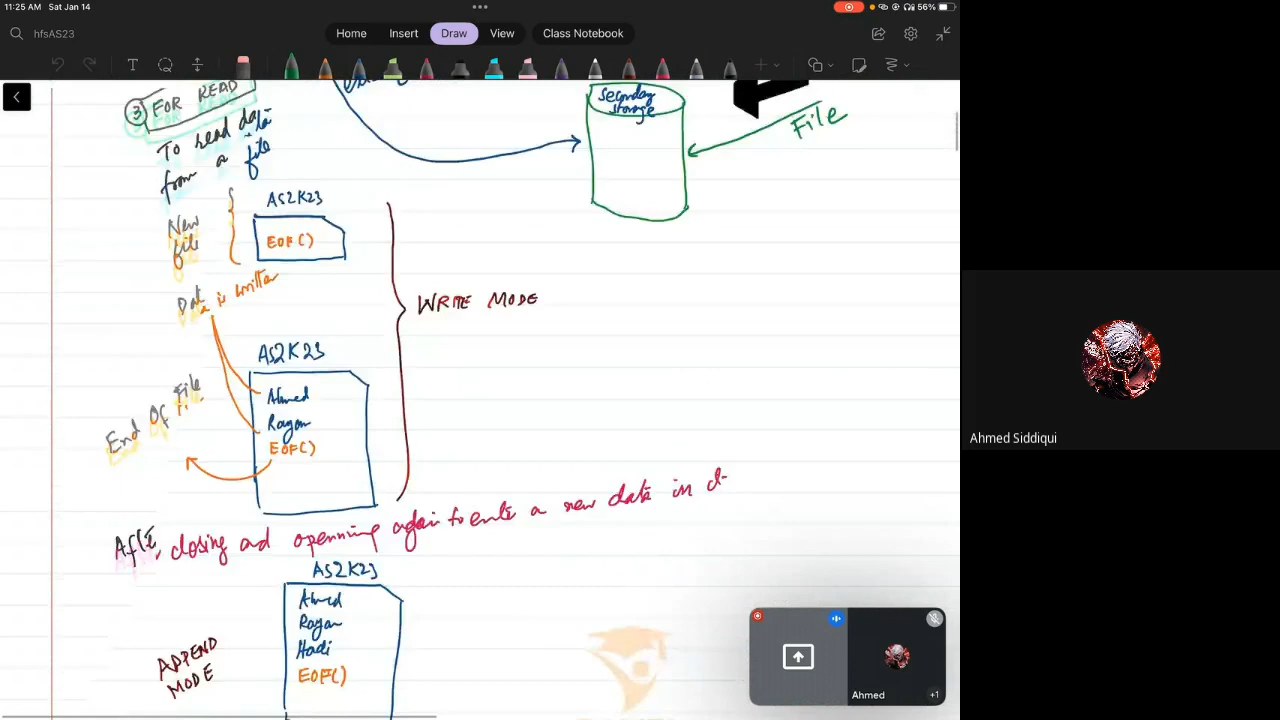 11:25 AM Sat Jan 14
56%
hfsAS23
Home Insert Draw View Class Notebook
3 FOR READ
To read data
from a file
Secondary
Storage
File
New
file
AS2K23
EOF()
Data is written
WRITE MODE
AS2K23
Ahmed
Rayan
EOF()
End Of File
After closing and openning again to ente a new data in
AS2K23
Ahmed
Rayan
Hadi
EOF()
APPEND
MODE
Ahmed Siddiqui
Ahmed
+1